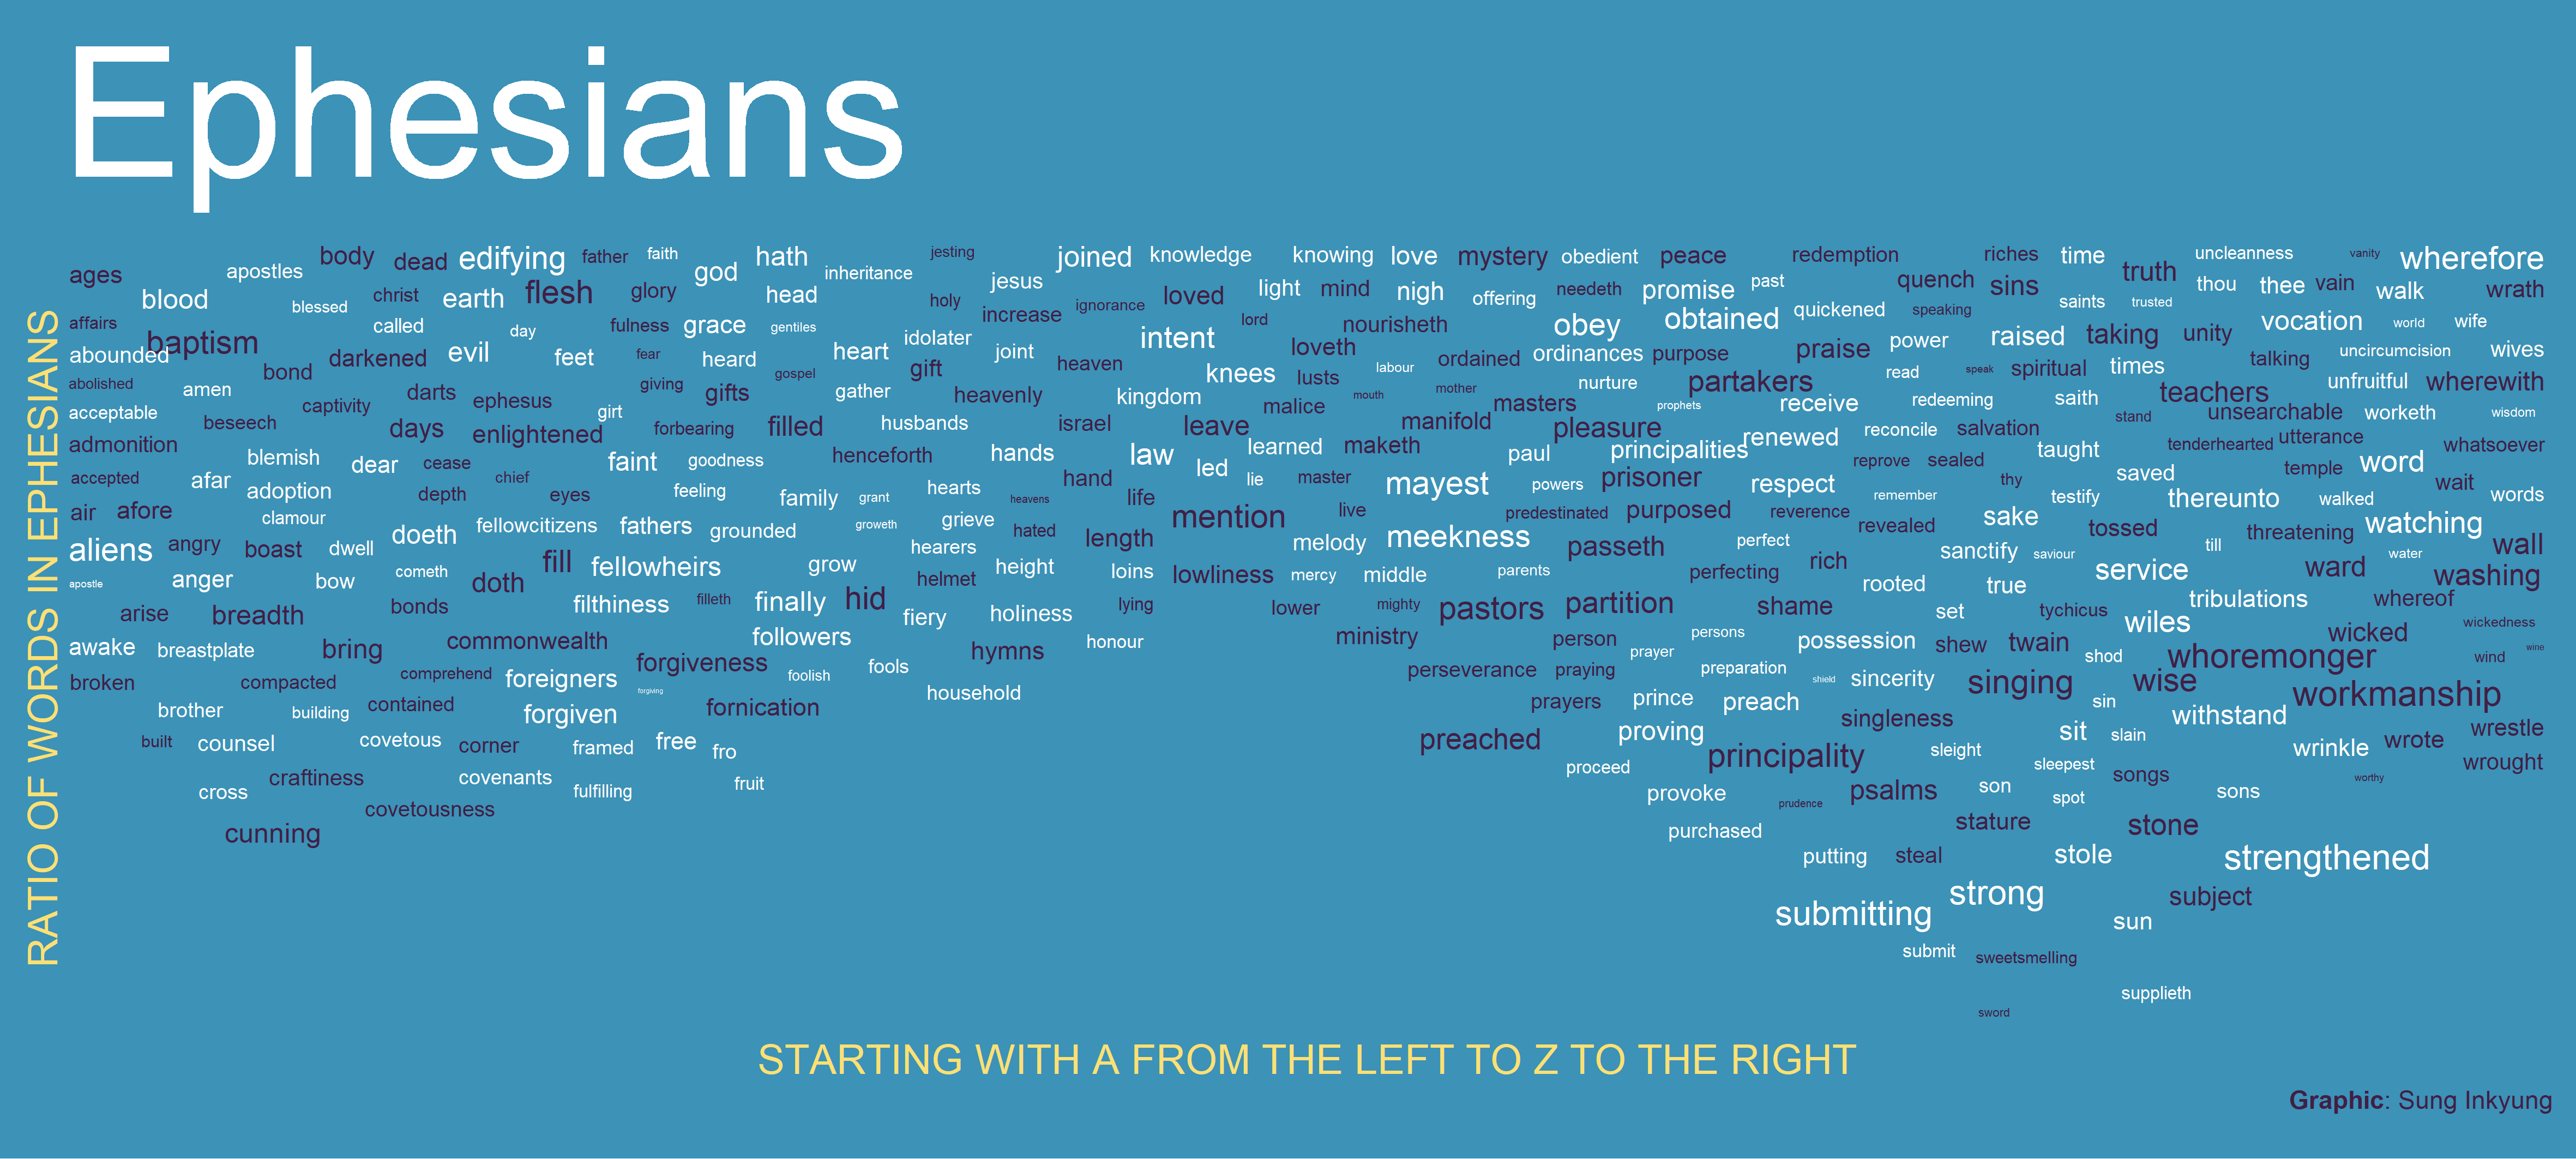 Ephesians
RATIO OF WORDS IN EPHESIANS
body dead edifying father faith hath jesting joined knowledge knowing love mystery obedient peace redemption riches time uncleanness vanity wherefore
ages apostles god inheritance jesus quench sins truth thou thee vain walk wrath
blood blessed christ earth flesh glory head holy increase ignorance loved light mind nigh offering needeth promise past saints trusted
affairs called day fulness grace gentiles idolater intent lord nourisheth obey obtained quickened speaking raised taking unity vocation world wife
abounded baptism bond darkened evil feet fear heard heart joint gift heaven loveth ordained ordinances purpose praise power times talking uncircumcision wives
abolished amen darts ephesus giving gifts gospel gather heavenly kingdom knees lusts labour mother nurture partakers read speak spiritual unfruitful wherewith
acceptable beseech captivity girt forbearing husbands israel malice mouth masters prophets receive redeeming saith stand teachers unsearchable worketh wisdom
admonition days enlightened filled henceforth hands law leave learned maketh manifold pleasure principalities renewed reconcile salvation taught tenderhearted utterance whatsoever
accepted afar blemish dear cease chief faint goodness hand led lie master paul powers prisoner respect reprove sealed thy saved temple word wait
air afore adoption clamour depth eyes feeling family grant hearts heavens life live mayest predestinated purposed reverence remember revealed testify thereunto walked words
aliens angry boast dwell doeth fellowcitizens fathers grounded groweth grieve hated length mention melody meekness passeth perfect sake sanctify saviour tossed till threatening watching water wall
apostle anger bow cometh doth fill fellowheirs grow hearers helmet height loins lowliness mercy middle parents perfecting rich rooted true service ward washing
arise breadth bonds filthiness filleth finally hid fiery holiness lying lower mighty pastors partition shame set tychicus tribulations whereof
awake breastplate bring commonwealth followers hymns honour ministry person persons prayer possession shew twain shod wiles wicked wickedness wine
broken compacted comprehend foreigners forgiveness forgiving foolish fools household perseverance praying preparation shield sincerity singing wise whoremonger wind workmanship
brother building contained forgiven fornication prayers prince preach singleness sin withstand
built counsel covetous corner framed free fro preached proving principality sleight sit slain wrinkle wrote wrestle
cross craftiness covenants fulfilling fruit proceed provoke prudence psalms son sleepest spot songs sons worthy wrought
cunning covetousness purchased stature stone
putting steal stole strengthened
submitting strong sun subject
submit sweetsmelling
supplieth
sword
STARTING WITH A FROM THE LEFT TO Z TO THE RIGHT
Graphic: Sung Inkyung